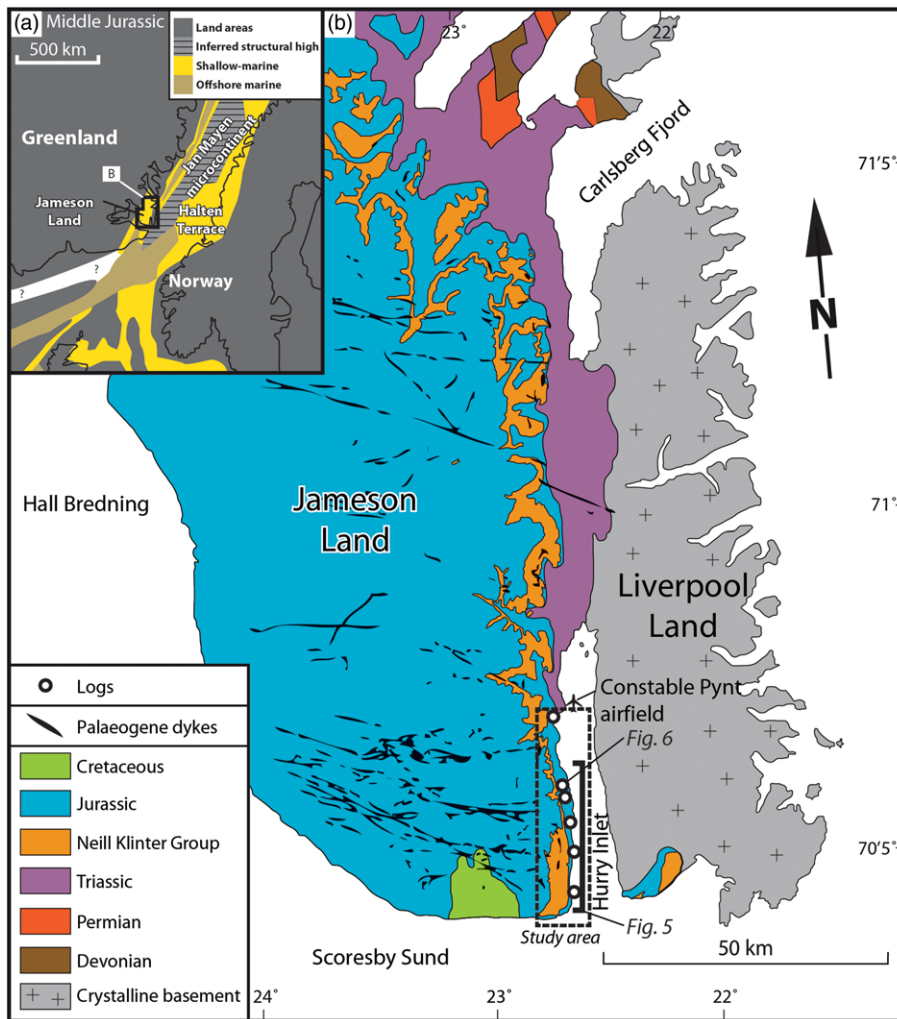 (a)
Middle Jurassic
500 km
Land areas
Inferred structural high
Shallow-marine
Offshore marine
Greenland
B
Jameson
Land
Jan Mayen
microcontinent
Halten
Terrace
Norway
?
?
(b)
23°
22°
Carlsberg Fjord
71'5°
N
Hall Bredning
Jameson
Land
71°
Liverpool
Land
Constable Pynt
airfield
Fig. 6
Hurry Inlet
70'5°
Fig. 5
Study area
50 km
Scoresby Sund
24°
23°
22°
Logs
Palaeogene dykes
Cretaceous
Jurassic
Neill Klinter Group
Triassic
Permian
Devonian
Crystalline basement